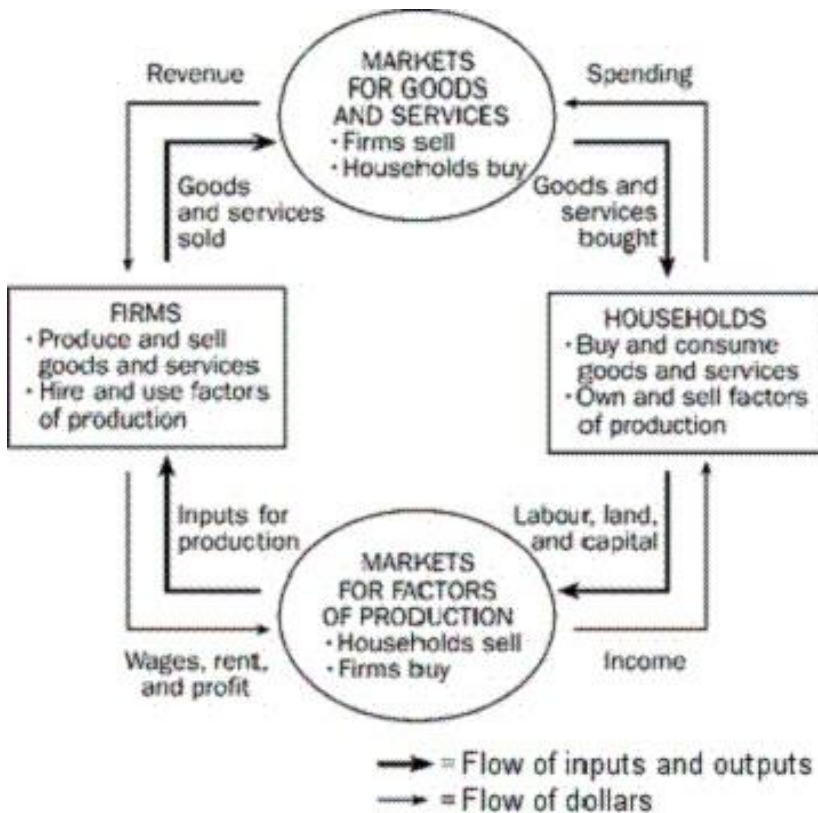 MARKETS
FOR GOODS
AND SERVICES
• Firms sell
• Households buy
Revenue
Spending
Goods
and services
sold
Goods and
services
bought
FIRMS
• Produce and sell
goods and services
• Hire and use factors
of production
HOUSEHOLDS
• Buy and consume
goods and services
• Own and sell factors
of production
Inputs for
production
Labour, land,
and capital
MARKETS
FOR FACTORS
OF PRODUCTION
• Households sell
• Firms buy
Wages, rent,
and profit
Income
= Flow of inputs and outputs
= Flow of dollars